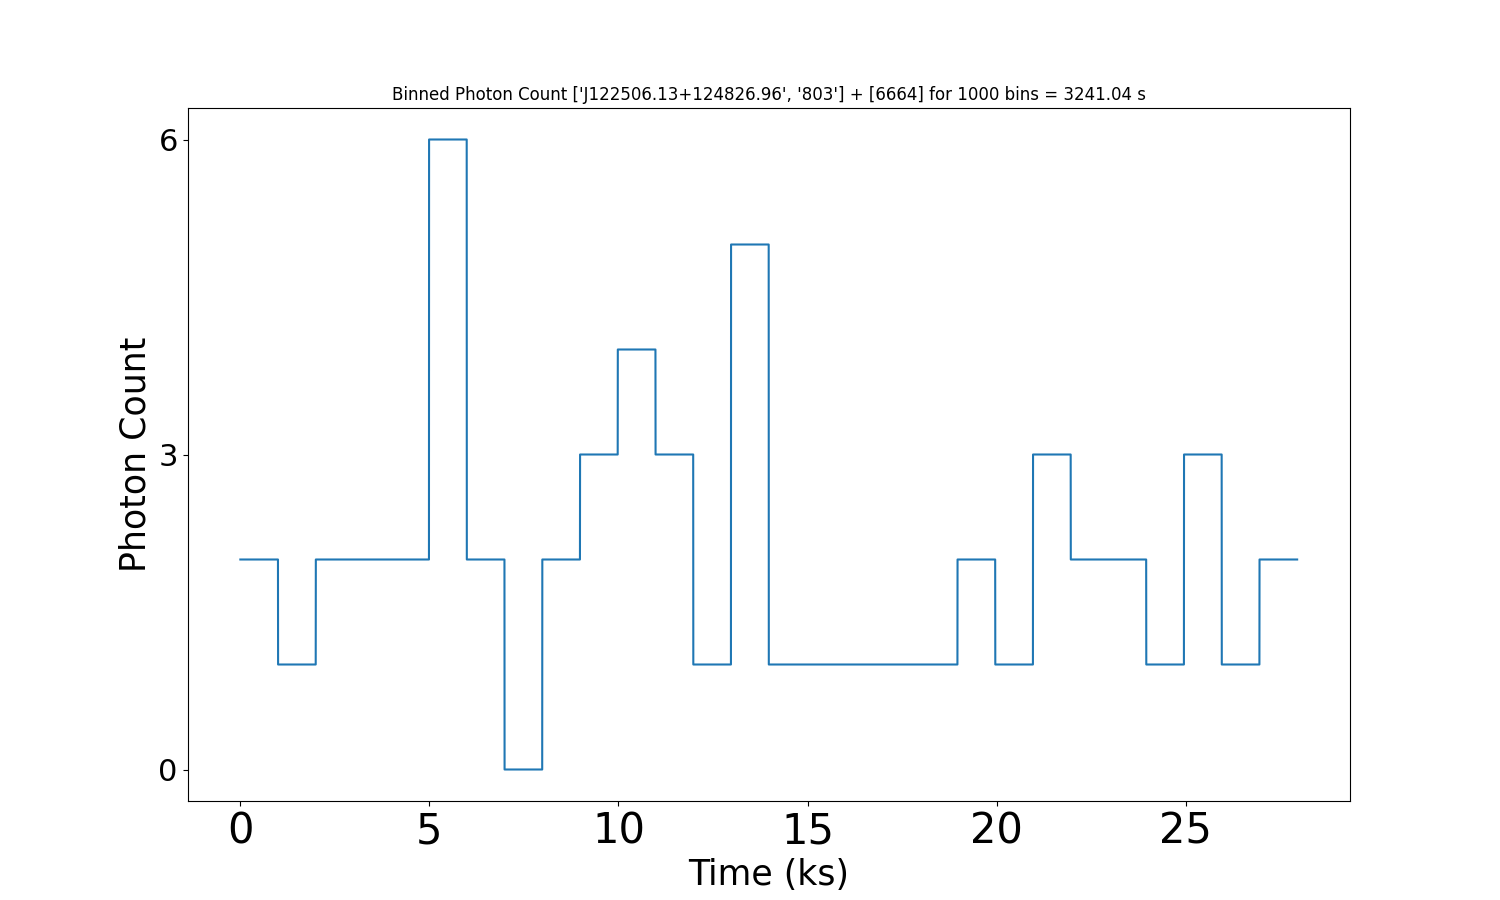 Binned Photon Count ['J122506.13+124826.96', '803'] + [6664] for 1000 bins = 3241.04 s
6
3
0
Photon Count
0 5 10 15 20 25
Time (ks)